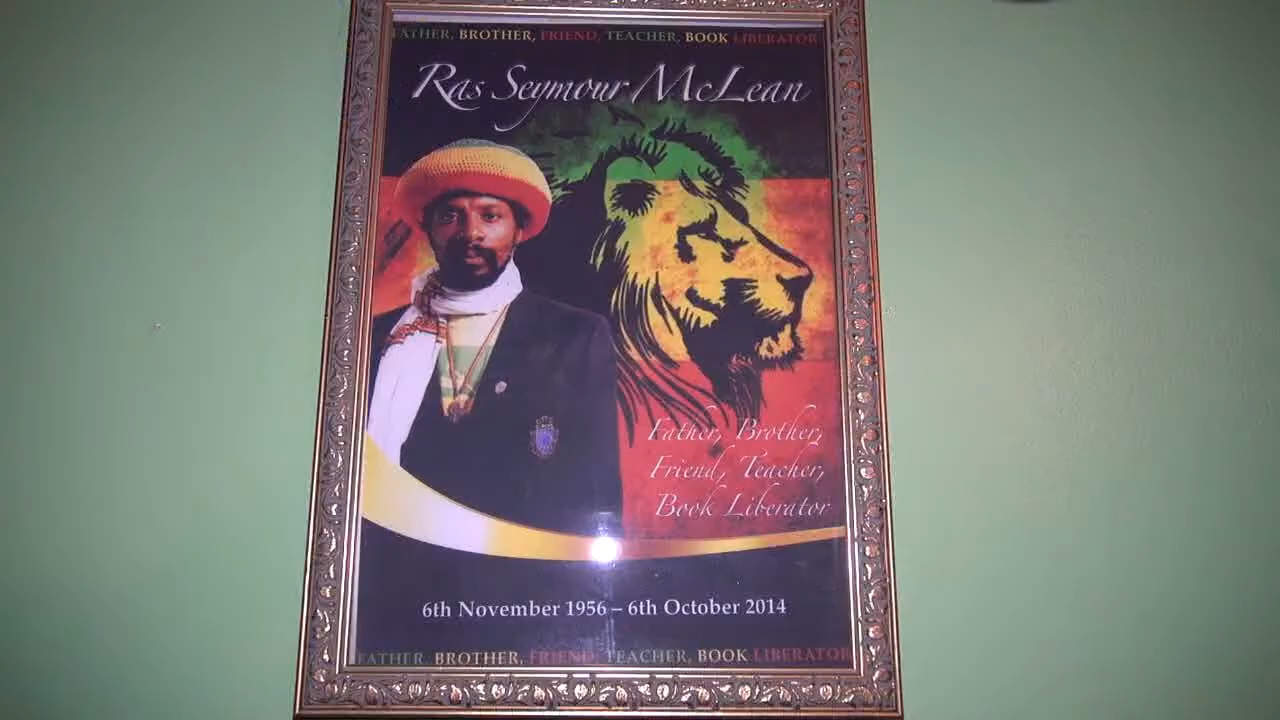 FATHER, BROTHER, FRIEND, TEACHER, BOOK LIBERATOR
Ras Seymour McLean
Father, Brother,
Friend, Teacher,
Book Liberator
6th November 1956 – 6th October 2014
FATHER, BROTHER, FRIEND, TEACHER, BOOK LIBERATOR